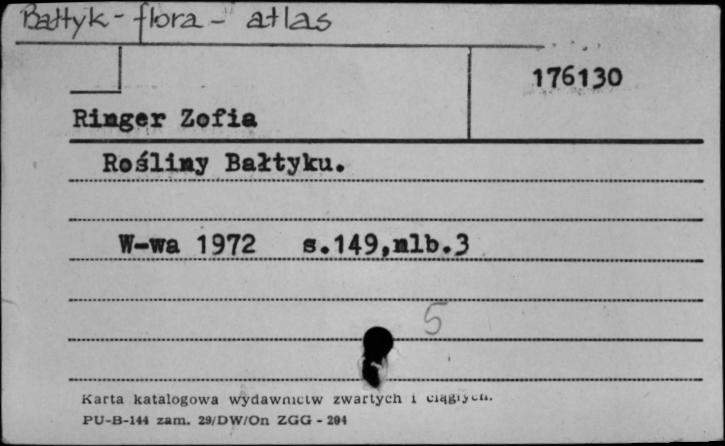 Bałtyk - flora - atlas
176130
Ringer Zofia
Rośliny Bałtyku.
W-wa 1972 s.149,nlb.3
5
Karta katalogowa wydawnictw zwartych i ciągłych.
PU-B-144 zam. 29/DW/On ZGG - 204